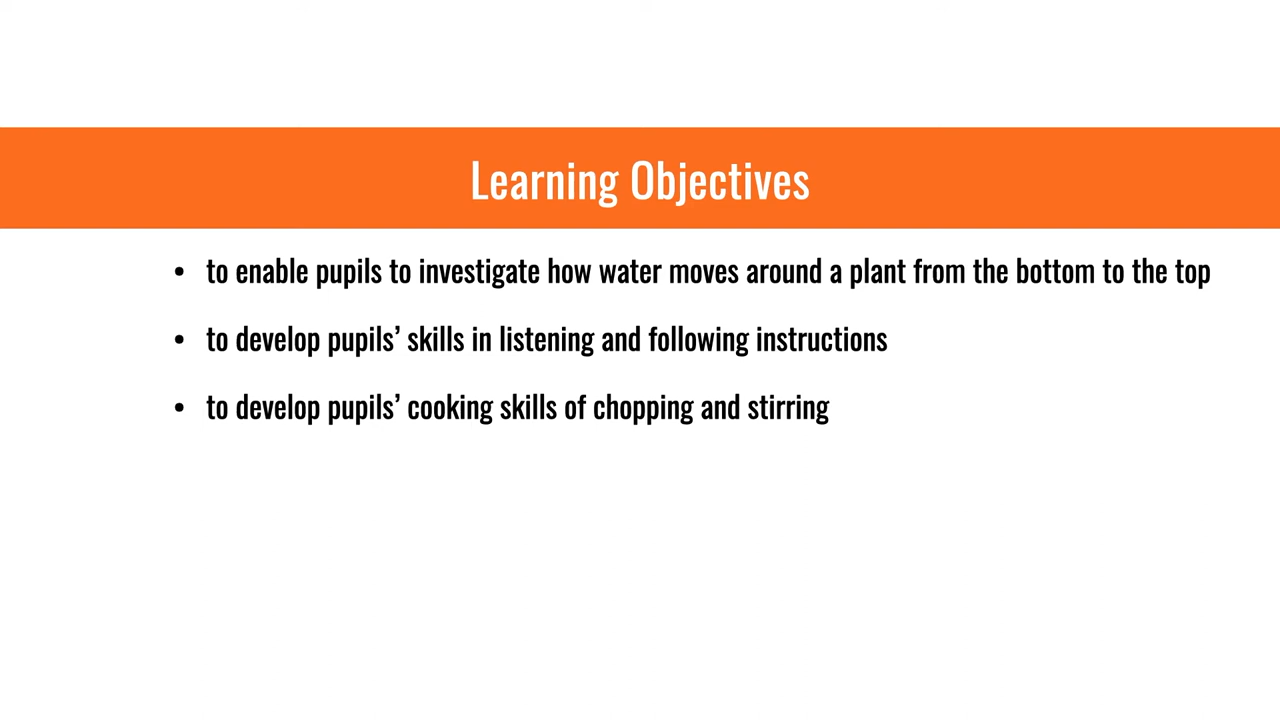 Learning Objectives
• to enable pupils to investigate how water moves around a plant from the bottom to the top
• to develop pupils’ skills in listening and following instructions
• to develop pupils’ cooking skills of chopping and stirring